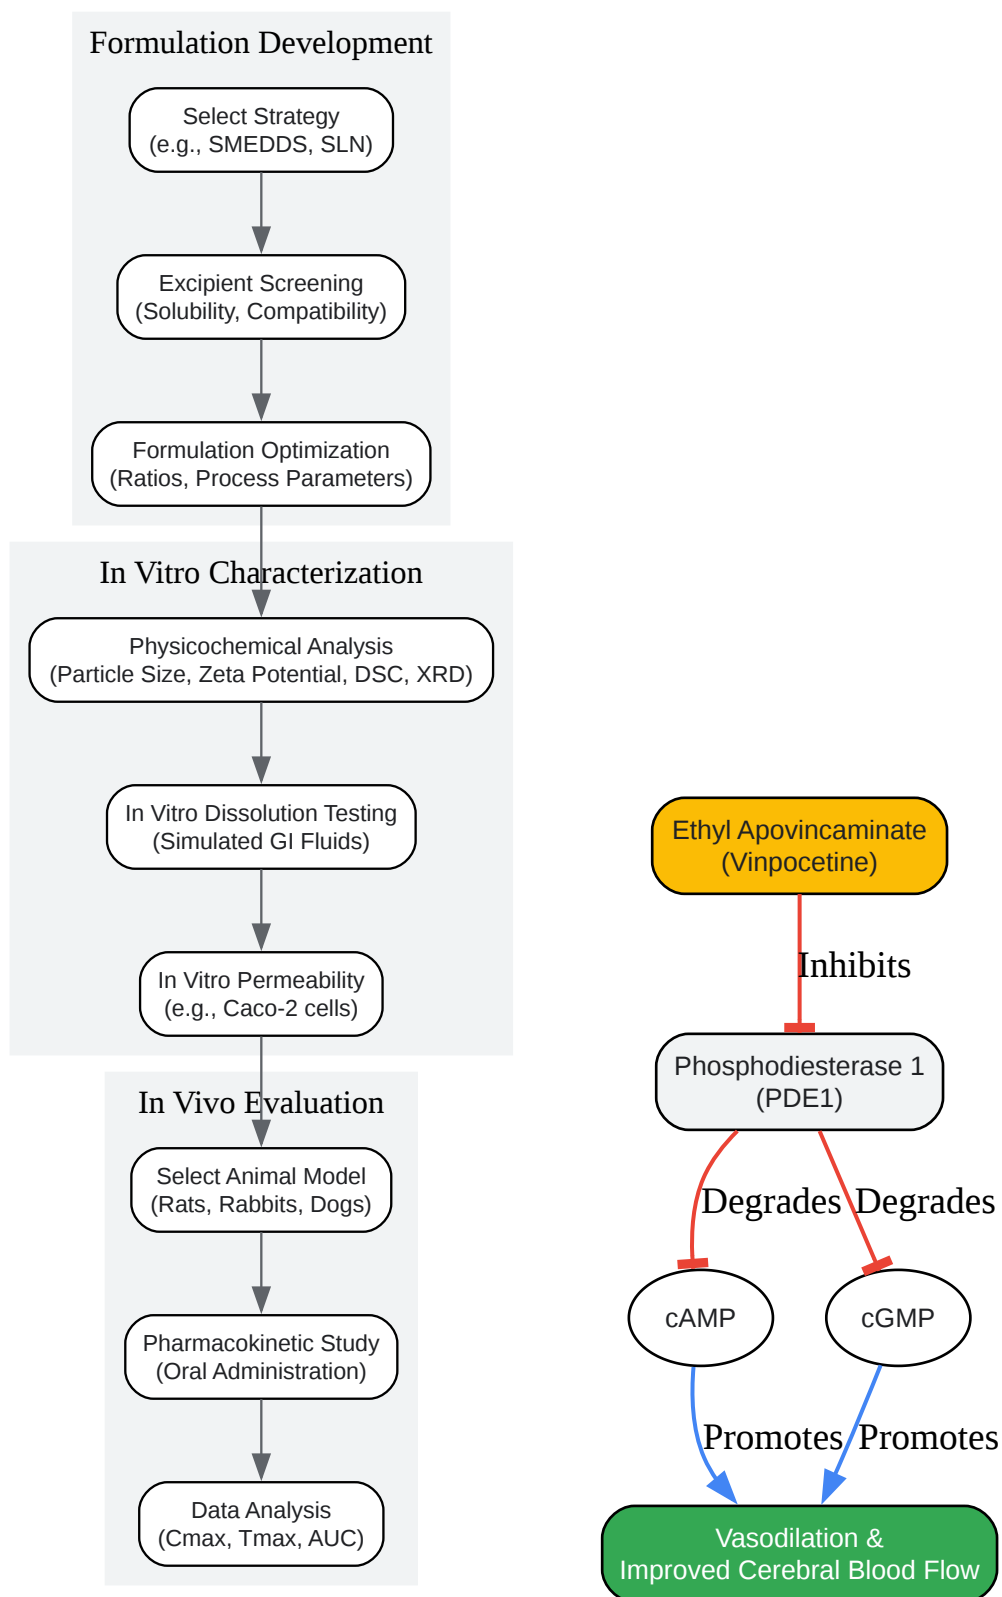 Formulation Development
Select Strategy
(e.g., SMEDDS, SLN)
Excipient Screening
(Solubility, Compatibility)
Formulation Optimization
(Ratios, Process Parameters)
In Vitro Characterization
Physicochemical Analysis
(Particle Size, Zeta Potential, DSC, XRD)
In Vitro Dissolution Testing
(Simulated GI Fluids)
In Vitro Permeability
(e.g., Caco-2 cells)
In Vivo Evaluation
Select Animal Model
(Rats, Rabbits, Dogs)
Pharmacokinetic Study
(Oral Administration)
Data Analysis
(Cmax, Tmax, AUC)
Ethyl Apovincaminate
(Vinpocetine)
Inhibits
Phosphodiesterase 1
(PDE1)
Degrades
Degrades
cAMP
cGMP
Promotes
Promotes
Vasodilation &
Improved Cerebral Blood Flow